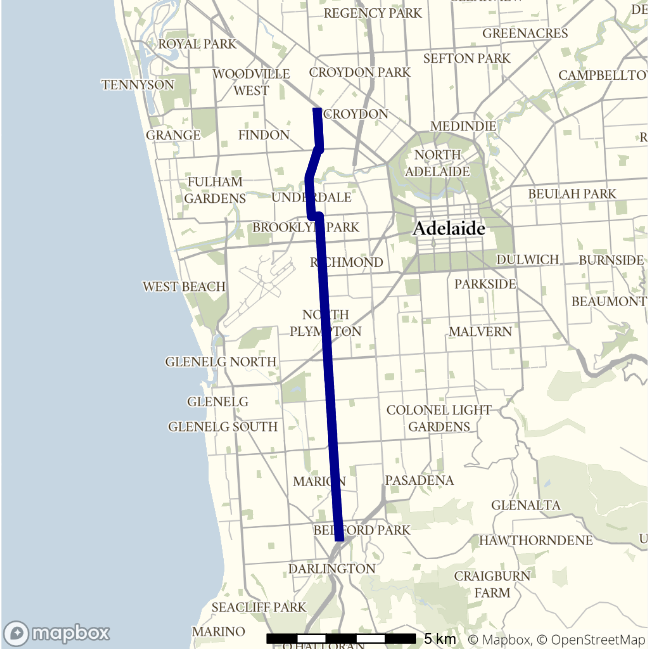 REGENCY PARK
GREENACRES
ROYAL PARK
SEFTON PARK
WOODVILLE
WEST
CROYDON PARK
TENNYSON
CROYDON
MEDINDIE
GRANGE
FINDON
NORTH
ADELAIDE
FULHAM
GARDENS
UNDERDALE
BEULAH PARK
BROOKLYN PARK
Adelaide
RICHMOND
DULWICH
BURNSIDE
WEST BEACH
PARKSIDE
BEAUMONT
NORTH
PLYMPTON
MALVERN
GLENELG NORTH
GLENELG
COLONEL LIGHT
GARDENS
GLENELG SOUTH
MARION
PASADENA
GLENALTA
BEDFORD PARK
HAWTHORNDENE
DARLINGTON
CRAIGBURN
FARM
SEACLIFF PARK
MARINO
mapbox
5 km
© Mapbox, © OpenStreetMap